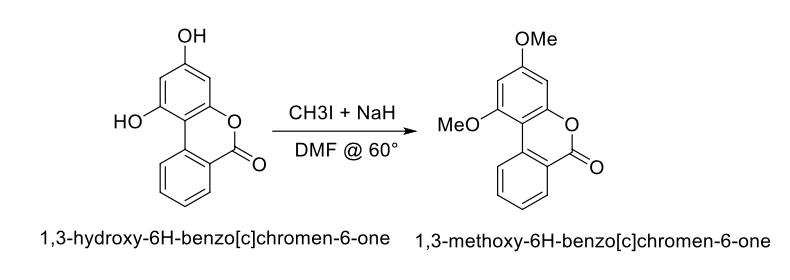 OH
HO
O
O
CH3I + NaH
DMF @ 60°
OMe
MeO
O
O
1,3-hydroxy-6H-benzo[c]chromen-6-one
1,3-methoxy-6H-benzo[c]chromen-6-one